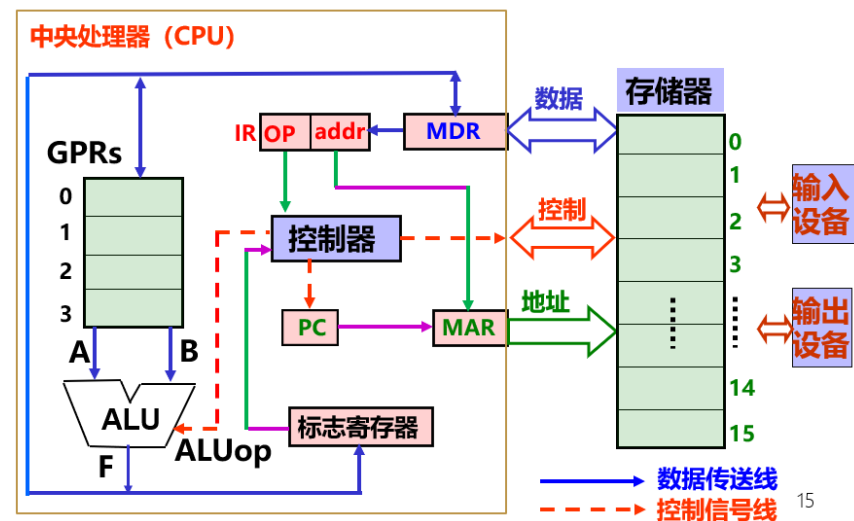 中央处理器（CPU）
存储器
数据
IR OP addr
MDR
GPRs
0
1
2
3
控制器
控制
PC
MAR
地址
A
B
ALU
ALUop
F
标志寄存器
0
1
2
3
14
15
输入
设备
输出
设备
数据传送线
控制信号线
15